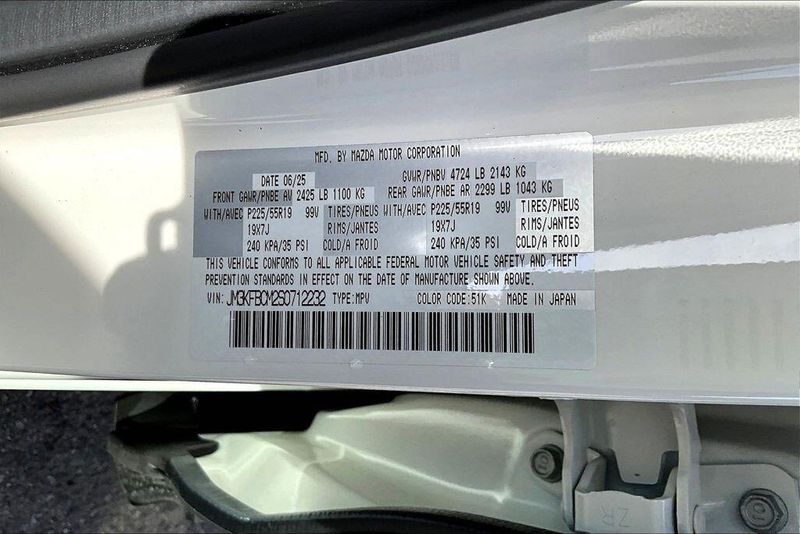 MFD. BY MAZDA MOTOR CORPORATION
DATE 06/25 GVWR/PNBV 4724 LB 2143 KG
FRONT GAWR/PNBE AV 2425 LB 1100 KG REAR GAWR/PNBE AR 2299 LB 1043 KG
WITH/AVEC P225/55R19 99V TIRES/PNEUS WITH/AVEC P225/55R19 99V TIRES/PNEUS
19X7J RIMS/JANTES 19X7J RIMS/JANTES
240 KPA/35 PSI COLD/A FROID 240 KPA/35 PSI COLD/A FROID
THIS VEHICLE CONFORMS TO ALL APPLICABLE FEDERAL MOTOR VEHICLE SAFETY AND THEFT
PREVENTION STANDARDS IN EFFECT ON THE DATE OF MANUFACTURE SHOWN ABOVE.
VIN: JM3KFBCM2S0712232 TYPE:MPV COLOR CODE:51K MADE IN JAPAN
ZR